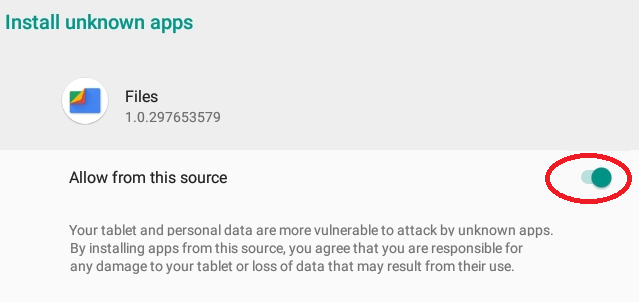 Install unknown apps
Files
1.0.297653579
Allow from this source
Your tablet and personal data are more vulnerable to attack by unknown apps.
By installing apps from this source, you agree that you are responsible for
any damage to your tablet or loss of data that may result from their use.